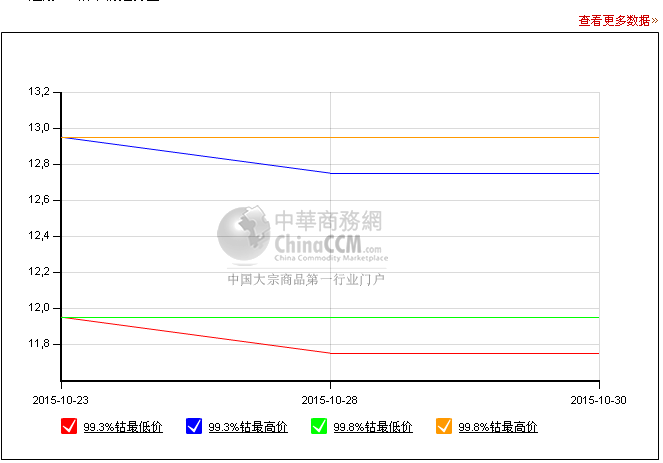 查看更多数据»
13,2
13,0
12,8
12,6
12,4
12,2
12,0
11,8
中華商務網
ChinaCCM.com
China Commodity Marketplace
中国大宗商品第一行业门户
2015-10-23 2015-10-28 2015-10-30
99.3%钴最低价 99.3%钴最高价 99.8%钴最低价 99.8%钴最高价